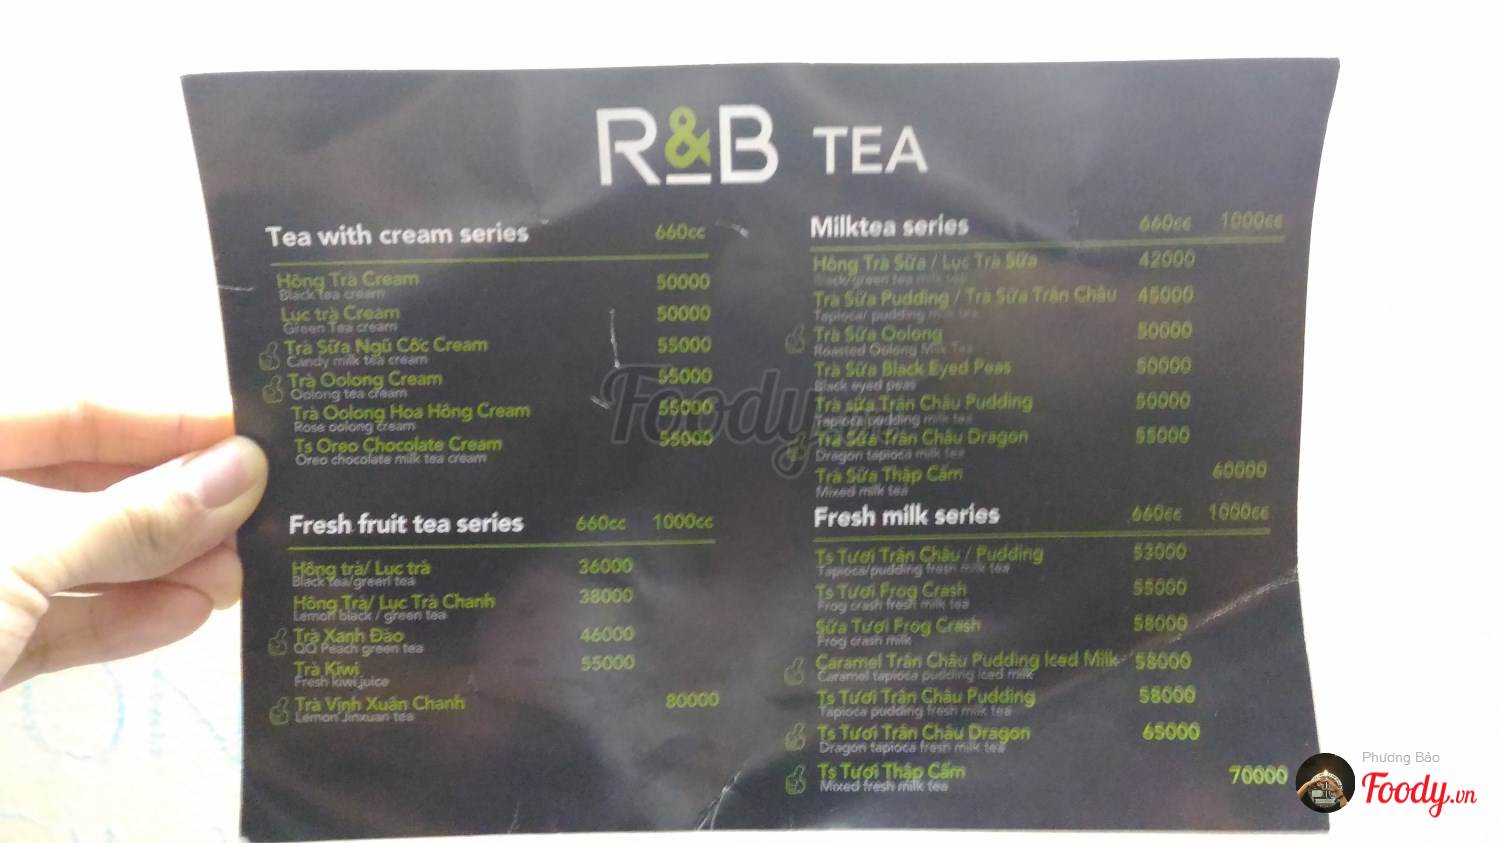 R&B TEA
Tea with cream series 660cc
Hồng Trà Cream 50000
Black tea cream
Lục trà Cream 50000
Green Tea cream
Trà Sữa Ngũ Cốc Cream 55000
Candy milk tea cream
Trà Oolong Cream 55000
Oolong tea cream
Trà Oolong Hoa Hồng Cream 55000
Rose oolong cream
Ts Oreo Chocolate Cream 55000
Oreo chocolate milk tea cream
Fresh fruit tea series 660cc 1000cc
Hồng trà/ Lục trà 36000
Black tea/green tea
Hồng Trà/ Lục Trà Chanh 38000
Lemon black / green tea
Trà Xanh Đào 46000
QQ Peach green tea
Trà Kiwi 55000
Fresh kiwi juice
Trà Vịnh Xuân Chanh 80000
Lemon Jinxuan tea
Milktea series 660cc 1000cc
Hồng Trà Sữa / Lục Trà Sữa 42000
Black/green tea milk tea
Trà Sữa Pudding / Trà Sữa Trân Châu 45000
Tapioca/ pudding milk tea
Trà Sữa Oolong 50000
Roasted Oolong Milk Tea
Trà Sữa Black Eyed Peas 50000
Black eyed peas
Trà sữa Trân Châu Pudding 50000
Tapioca pudding milk tea
Trà Sữa Trân Châu Dragon 55000
Dragon tapioca milk tea
Trà Sữa Thập Cẩm 60000
Mixed milk tea
Fresh milk series 660cc 1000cc
Ts Tươi Trân Châu / Pudding 53000
Tapioca/pudding fresh milk tea
Ts Tươi Frog Crash 55000
Frog crash fresh milk tea
Sữa Tươi Frog Crash 58000
Frog crash milk
Caramel Trân Châu Pudding Iced Milk 58000
Caramel tapioca pudding iced milk
Ts Tươi Trân Châu Pudding 58000
Tapioca pudding fresh milk tea
Ts Tươi Trân Châu Dragon 65000
Dragon tapioca fresh milk tea
Ts Tươi Thập Cẩm 70000
Mixed fresh milk tea
Foody
Phương Bảo
Foody.vn